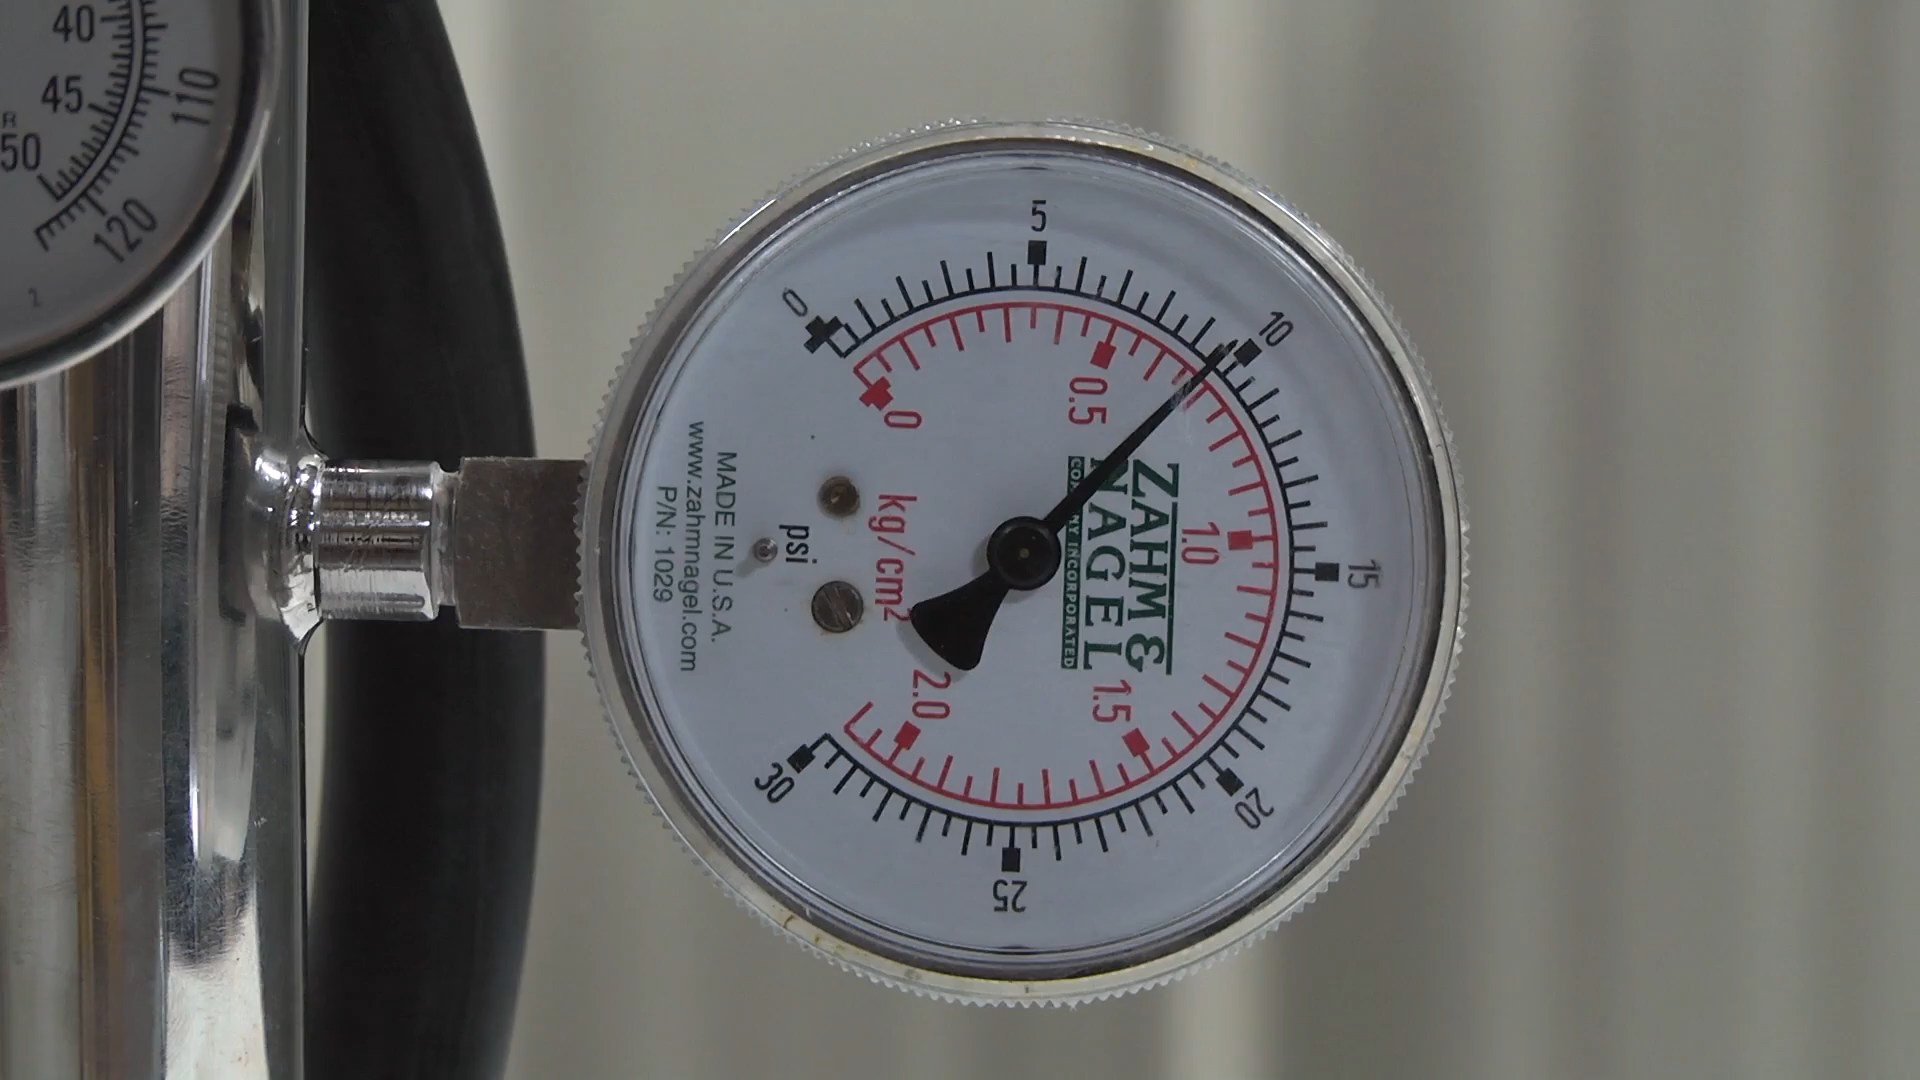 40
45
50
R
110
120
0
5
10
15
20
25
30
0
0.5
1.0
1.5
2.0
kg/cm²
psi
ZAHM &
NAGEL
COMPANY INCORPORATED
MADE IN U.S.A.
www.zahmnagel.com
P/N: 1029